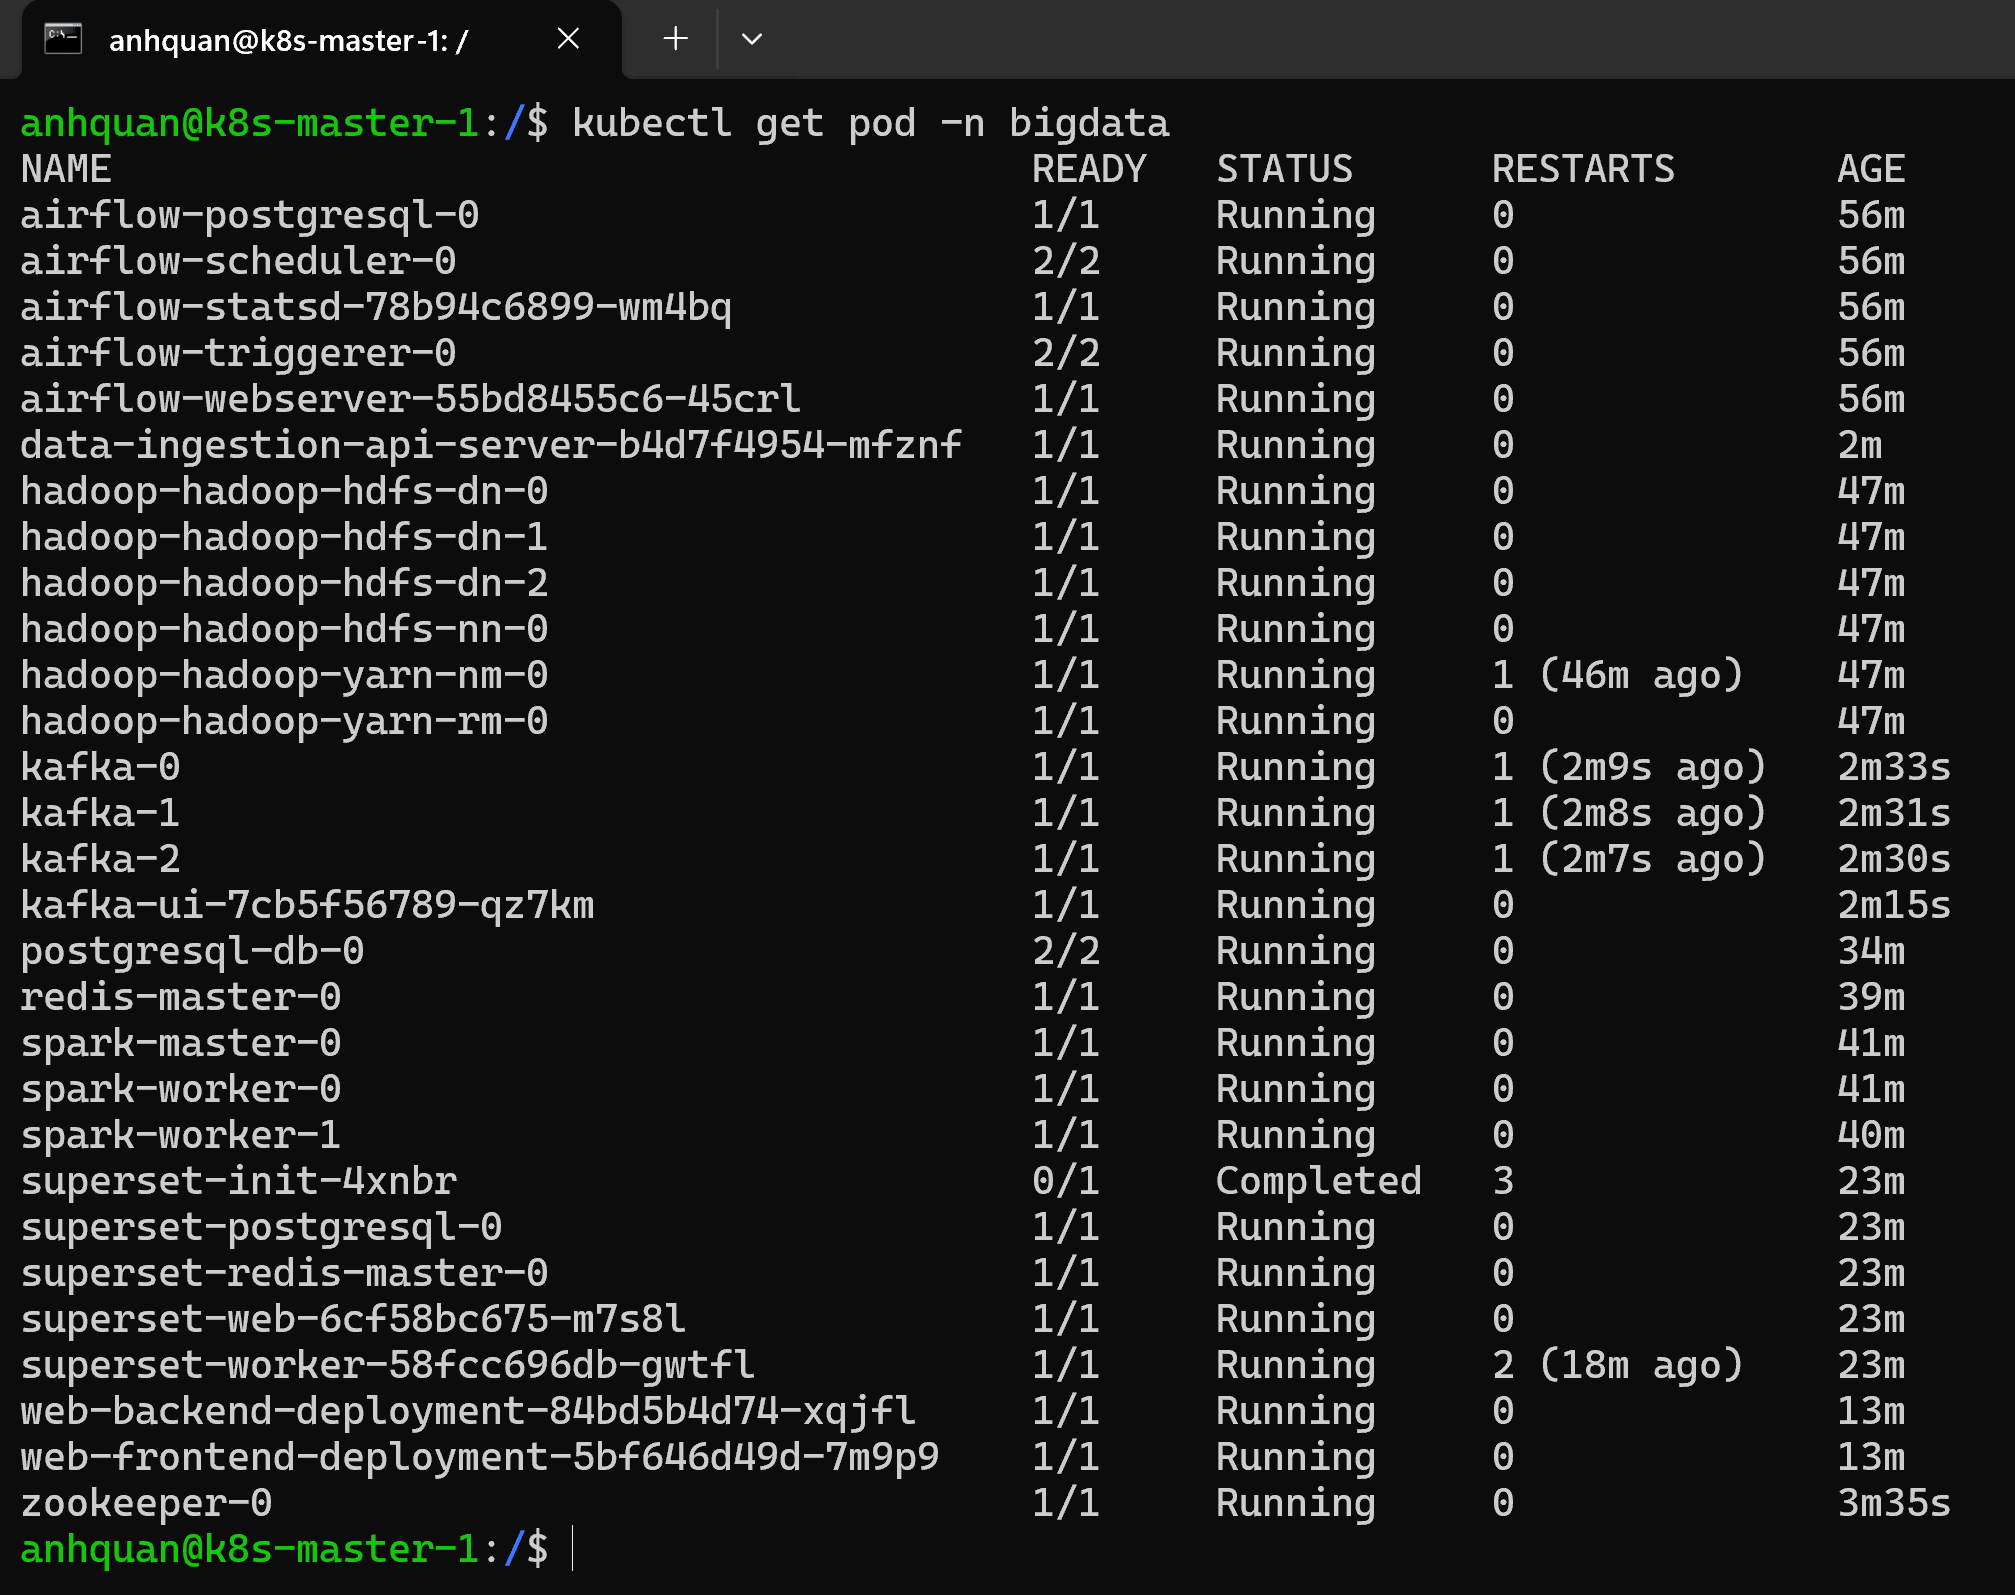 anhquan@k8s-master-1: /
anhquan@k8s-master-1:/$ kubectl get pod -n bigdata
NAME READY STATUS RESTARTS AGE
airflow-postgresql-0 1/1 Running 0 56m
airflow-scheduler-0 2/2 Running 0 56m
airflow-statsd-78b94c6899-wm4bq 1/1 Running 0 56m
airflow-triggerer-0 2/2 Running 0 56m
airflow-webserver-55bd8455c6-45crl 1/1 Running 0 56m
data-ingestion-api-server-b4d7f4954-mfznf 1/1 Running 0 2m
hadoop-hadoop-hdfs-dn-0 1/1 Running 0 47m
hadoop-hadoop-hdfs-dn-1 1/1 Running 0 47m
hadoop-hadoop-hdfs-dn-2 1/1 Running 0 47m
hadoop-hadoop-hdfs-nn-0 1/1 Running 0 47m
hadoop-hadoop-yarn-nm-0 1/1 Running 1 (46m ago) 47m
hadoop-hadoop-yarn-rm-0 1/1 Running 0 47m
kafka-0 1/1 Running 1 (2m9s ago) 2m33s
kafka-1 1/1 Running 1 (2m8s ago) 2m31s
kafka-2 1/1 Running 1 (2m7s ago) 2m30s
kafka-ui-7cb5f56789-qz7km 1/1 Running 0 2m15s
postgresql-db-0 2/2 Running 0 34m
redis-master-0 1/1 Running 0 39m
spark-master-0 1/1 Running 0 41m
spark-worker-0 1/1 Running 0 41m
spark-worker-1 1/1 Running 0 40m
superset-init-4xnbr 0/1 Completed 3 23m
superset-postgresql-0 1/1 Running 0 23m
superset-redis-master-0 1/1 Running 0 23m
superset-web-6cf58bc675-m7s8l 1/1 Running 0 23m
superset-worker-58fcc696db-gwtfl 1/1 Running 2 (18m ago) 23m
web-backend-deployment-84bd5b4d74-xqjfl 1/1 Running 0 13m
web-frontend-deployment-5bf646d49d-7m9p9 1/1 Running 0 13m
zookeeper-0 1/1 Running 0 3m35s
anhquan@k8s-master-1:/$